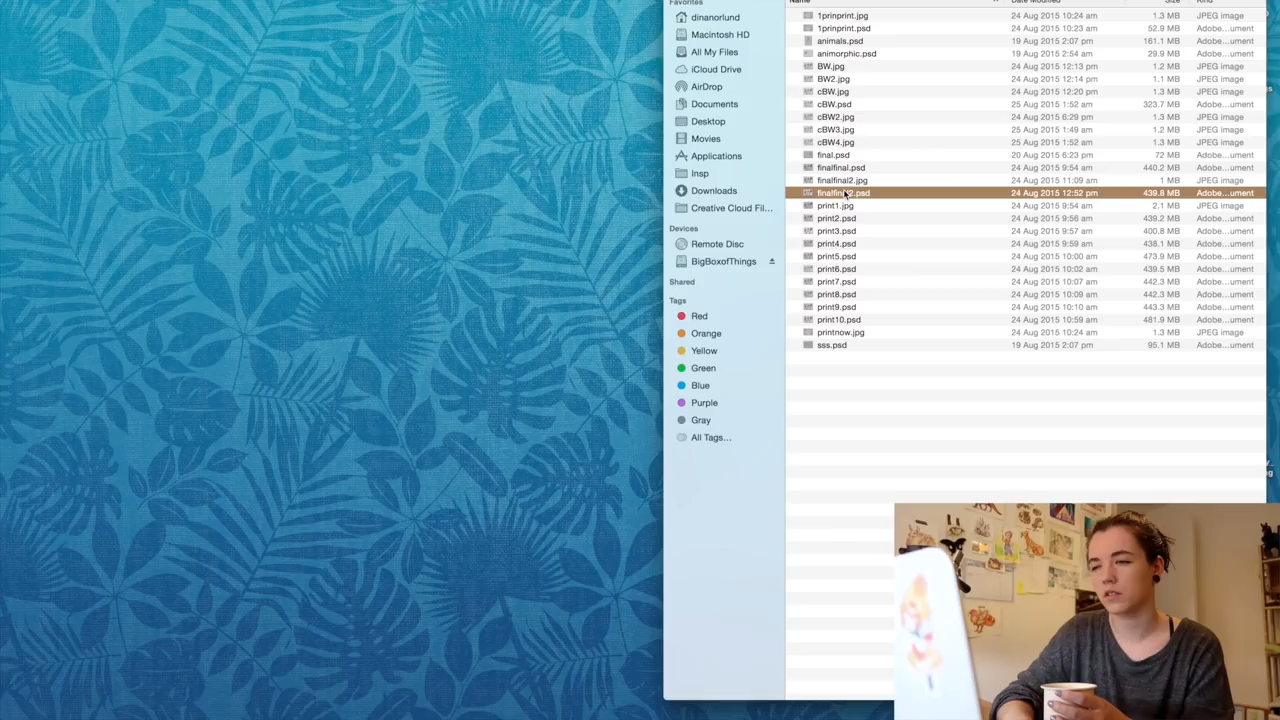 Favorites
dinanorlund
Macintosh HD
All My Files
iCloud Drive
AirDrop
Documents
Desktop
Movies
Applications
Insp
Downloads
Creative Cloud Fil...
Devices
Remote Disc
BigBoxofThings
Shared
Tags
Red
Orange
Yellow
Green
Blue
Purple
Gray
All Tags...
Name Date Modified Size Kind
1prinprint.jpg 24 Aug 2015 10:24 am 1.3 MB JPEG image
1prinprint.psd 24 Aug 2015 10:23 am 52.9 MB Adobe...ument
animals.psd 19 Aug 2015 2:07 pm 161.1 MB Adobe...ument
animorphic.psd 19 Aug 2015 2:54 am 29.9 MB Adobe...ument
BW.jpg 24 Aug 2015 12:13 pm 1.2 MB JPEG image
BW2.jpg 24 Aug 2015 12:14 pm 1.1 MB JPEG image
cBW.jpg 24 Aug 2015 12:20 pm 1.3 MB JPEG image
cBW.psd 25 Aug 2015 1:52 am 323.7 MB Adobe...ument
cBW2.jpg 24 Aug 2015 6:29 pm 1.3 MB JPEG image
cBW3.jpg 25 Aug 2015 1:49 am 1.2 MB JPEG image
cBW4.jpg 25 Aug 2015 1:52 am 1.3 MB JPEG image
final.psd 20 Aug 2015 6:23 pm 72 MB Adobe...ument
finalfinal.psd 24 Aug 2015 9:54 am 440.2 MB Adobe...ument
finalfinal2.jpg 24 Aug 2015 11:09 am 1 MB JPEG image
finalfinal2.psd 24 Aug 2015 12:52 pm 439.8 MB Adobe...ument
print1.jpg 24 Aug 2015 9:54 am 2.1 MB JPEG image
print2.psd 24 Aug 2015 9:56 am 439.2 MB Adobe...ument
print3.psd 24 Aug 2015 9:57 am 400.8 MB Adobe...ument
print4.psd 24 Aug 2015 9:59 am 438.1 MB Adobe...ument
print5.psd 24 Aug 2015 10:00 am 473.9 MB Adobe...ument
print6.psd 24 Aug 2015 10:02 am 439.5 MB Adobe...ument
print7.psd 24 Aug 2015 10:07 am 442.3 MB Adobe...ument
print8.psd 24 Aug 2015 10:09 am 442.3 MB Adobe...ument
print9.psd 24 Aug 2015 10:10 am 443.3 MB Adobe...ument
print10.psd 24 Aug 2015 10:59 am 481.9 MB Adobe...ument
printnow.jpg 24 Aug 2015 10:24 am 1.3 MB JPEG image
sss.psd 19 Aug 2015 2:07 pm 95.1 MB Adobe...ument